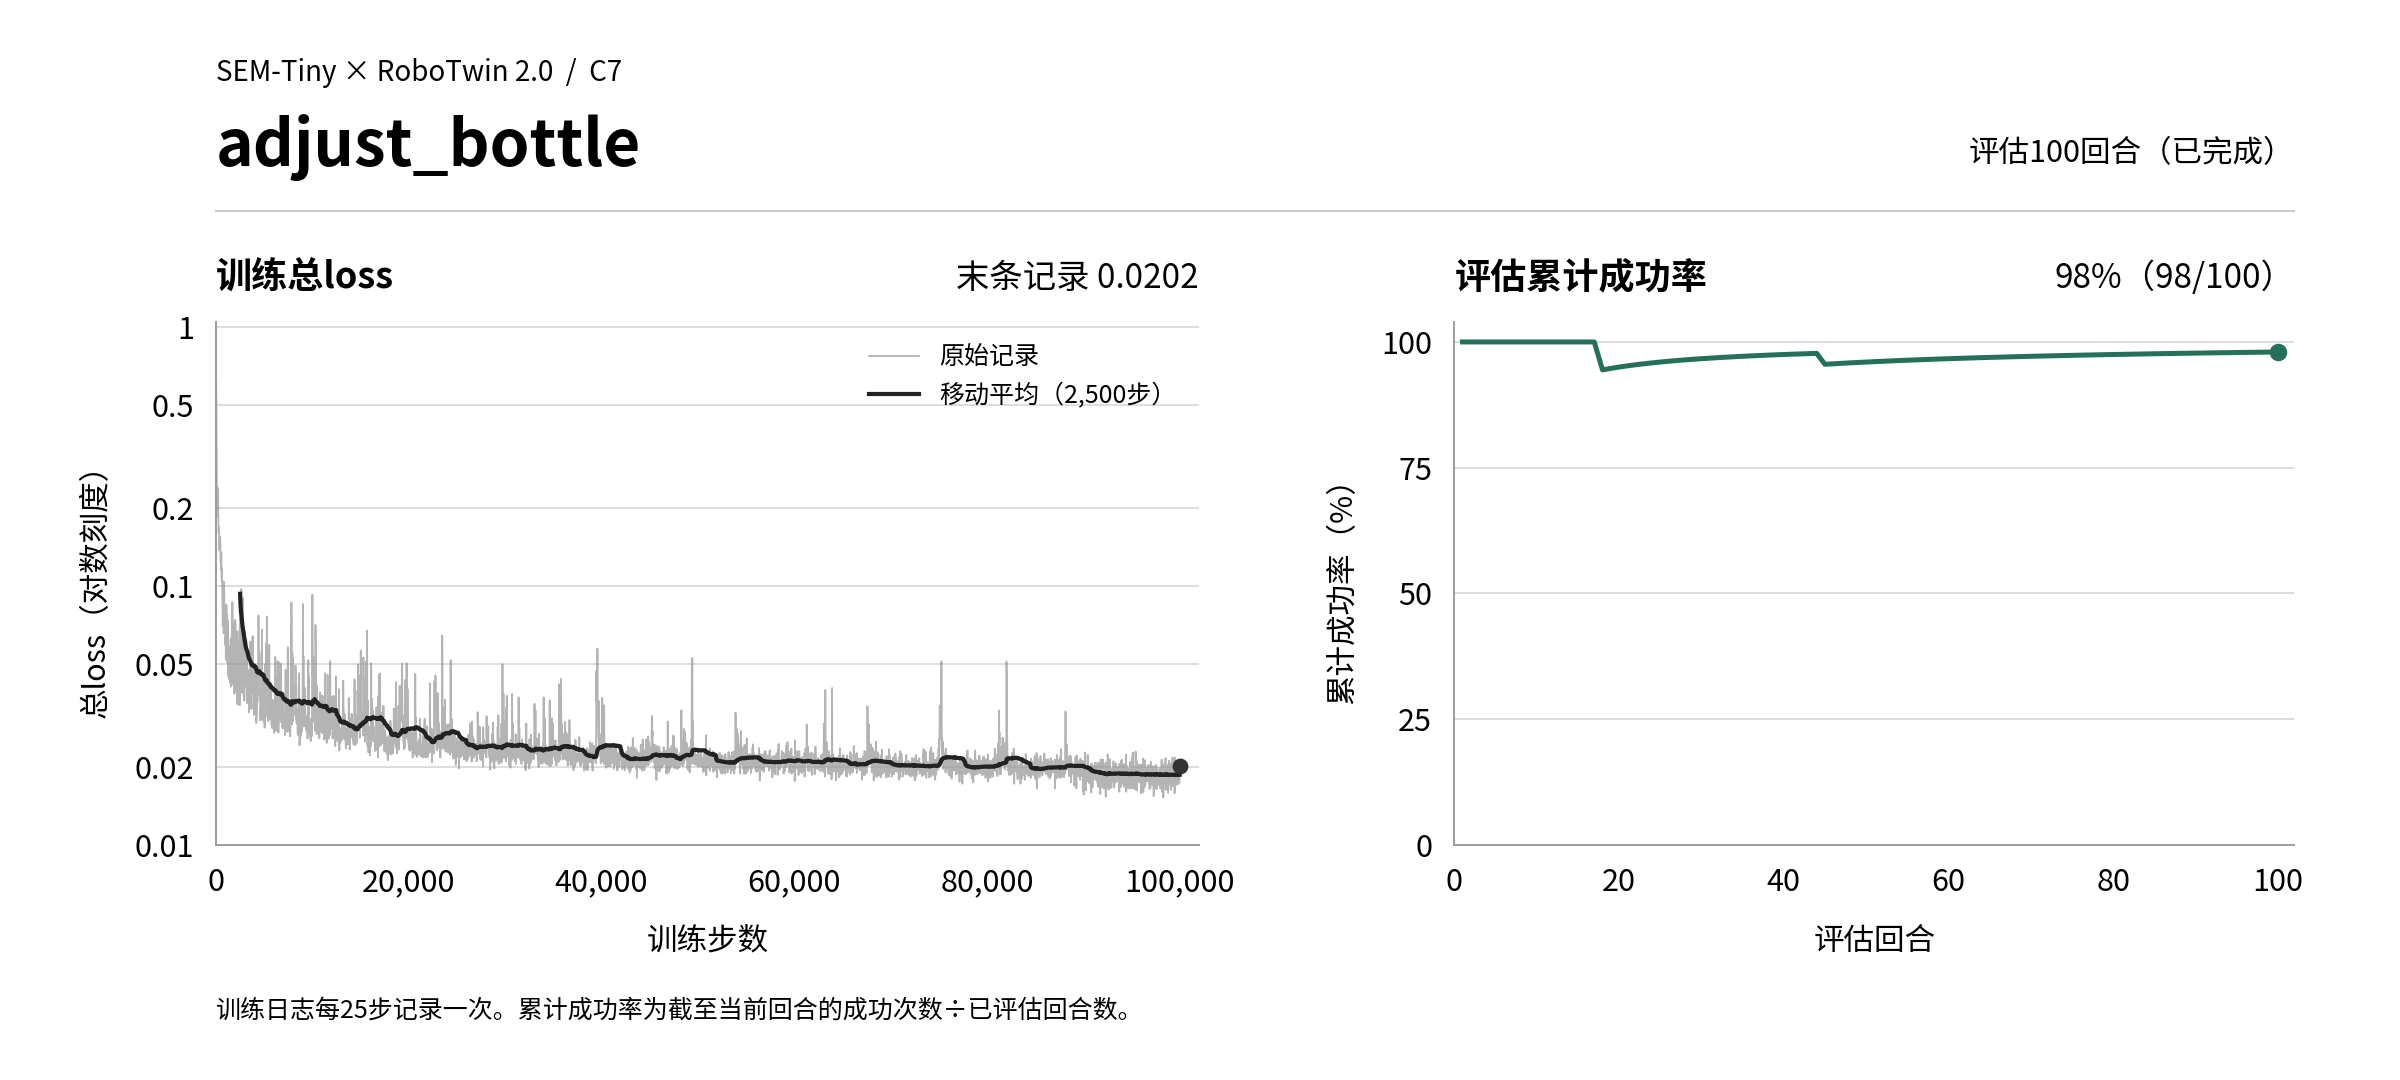 SEM-Tiny × RoboTwin 2.0 / C7
adjust_bottle
评估100回合（已完成）
训练总loss
末条记录 0.0202
原始记录
移动平均（2,500步）
总loss（对数刻度）
1
0.5
0.2
0.1
0.05
0.02
0.01
0
20,000
40,000
60,000
80,000
100,000
训练步数
评估累计成功率
98%（98/100）
累计成功率（%）
100
75
50
25
0
0
20
40
60
80
100
评估回合
训练日志每25步记录一次。累计成功率为截至当前回合的成功次数÷已评估回合数。